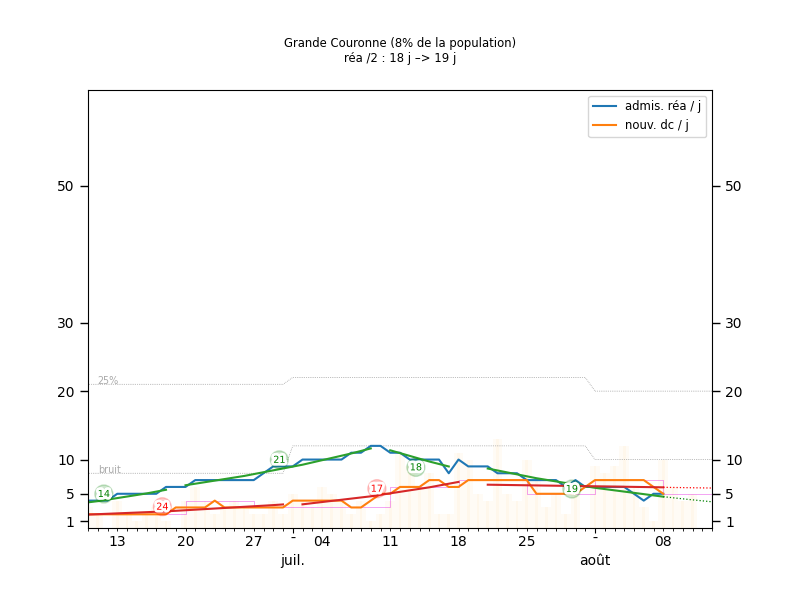 Grande Couronne (8% de la population)
réa /2 : 18 j –> 19 j
admis. réa / j
nouv. dc / j
50 50
30 30
25%
20 20
21
17
18
bruit
10 10
14
24
19
5 5
1 1
13 20 27 - 04 11 18 25 - 08
juil. août